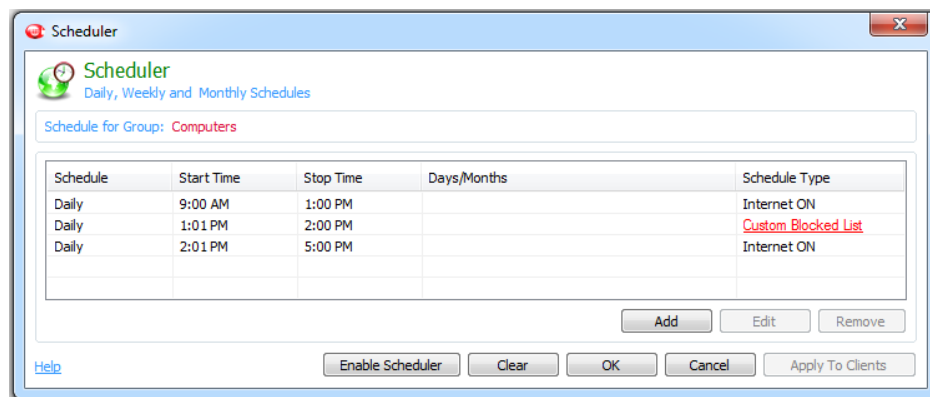 Scheduler
Scheduler
Daily, Weekly and Monthly Schedules
Schedule for Group: Computers
Schedule Start Time Stop Time Days/Months Schedule Type
Daily 9:00 AM 1:00 PM Internet ON
Daily 1:01 PM 2:00 PM Custom Blocked List
Daily 2:01 PM 5:00 PM Internet ON
Add Edit Remove
Help Enable Scheduler Clear OK Cancel Apply To Clients